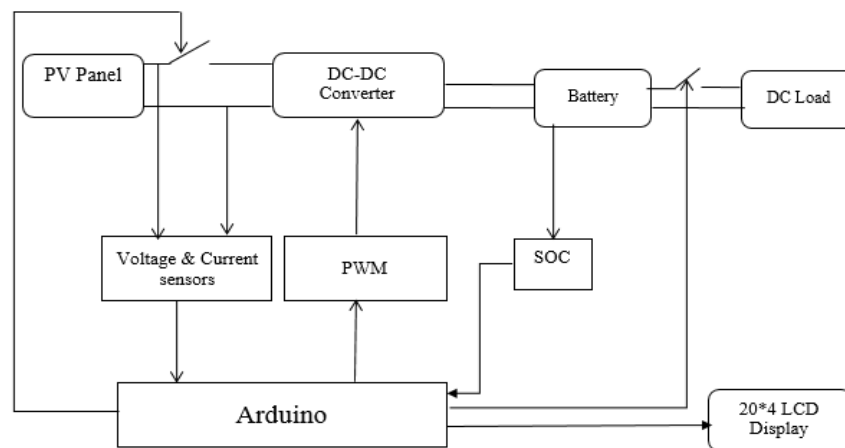 PV Panel
DC-DC
Converter
Battery
DC Load
Voltage & Current
sensors
PWM
SOC
Arduino
20*4 LCD
Display